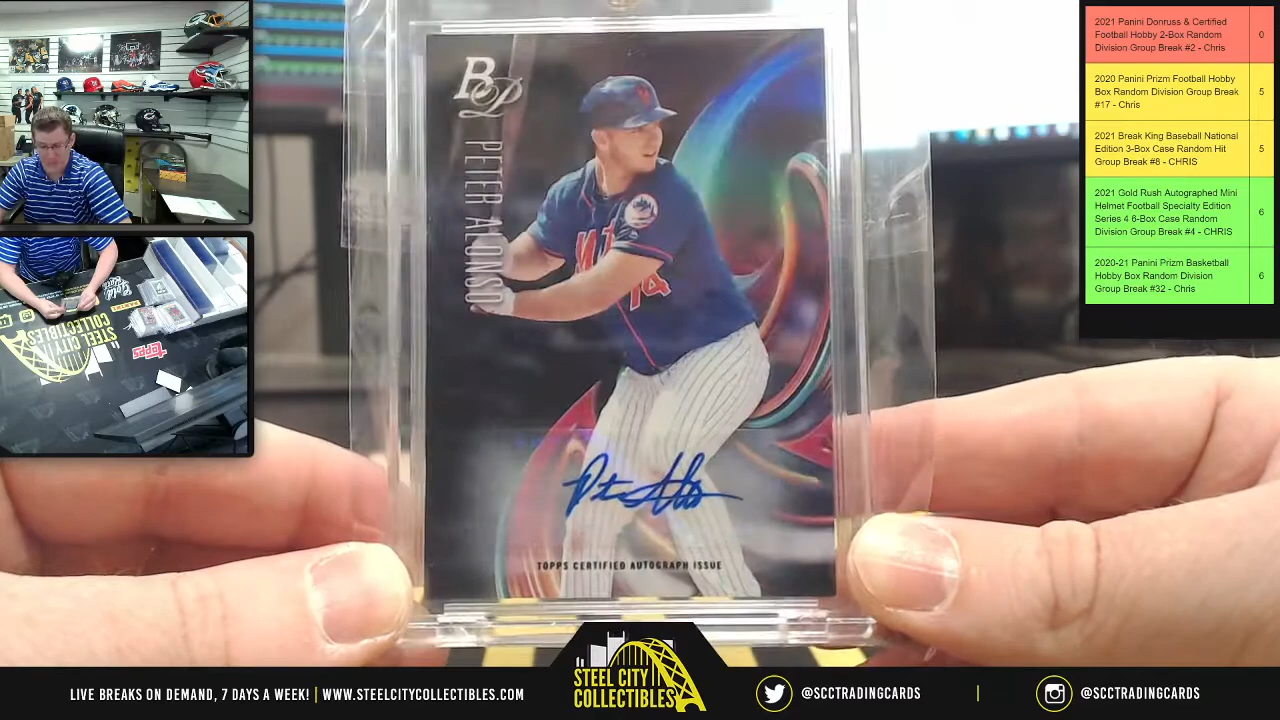 BP
PETER ALONSO
TOPPS CERTIFIED AUTOGRAPH ISSUE
2021 Panini Donruss & Certified
Football Hobby 2-Box Random
Division Group Break #2 - Chris
0
2020 Panini Prizm Football Hobby
Box Random Division Group Break
#17 - Chris
5
2021 Break King Baseball National
Edition 3-Box Case Random Hit
Group Break #8 - CHRIS
5
2021 Gold Rush Autographed Mini
Helmet Football Specialty Edition
Series 4 6-Box Case Random
Division Group Break #4 - CHRIS
6
2020-21 Panini Prizm Basketball
Hobby Box Random Division
Group Break #32 - Chris
6
STEEL CITY
COLLECTIBLES
topps
LIVE BREAKS ON DEMAND, 7 DAYS A WEEK! | WWW.STEELCITYCOLLECTIBLES.COM
STEEL CITY
COLLECTIBLES
@SCCTRADINGCARDS
@SCCTRADINGCARDS